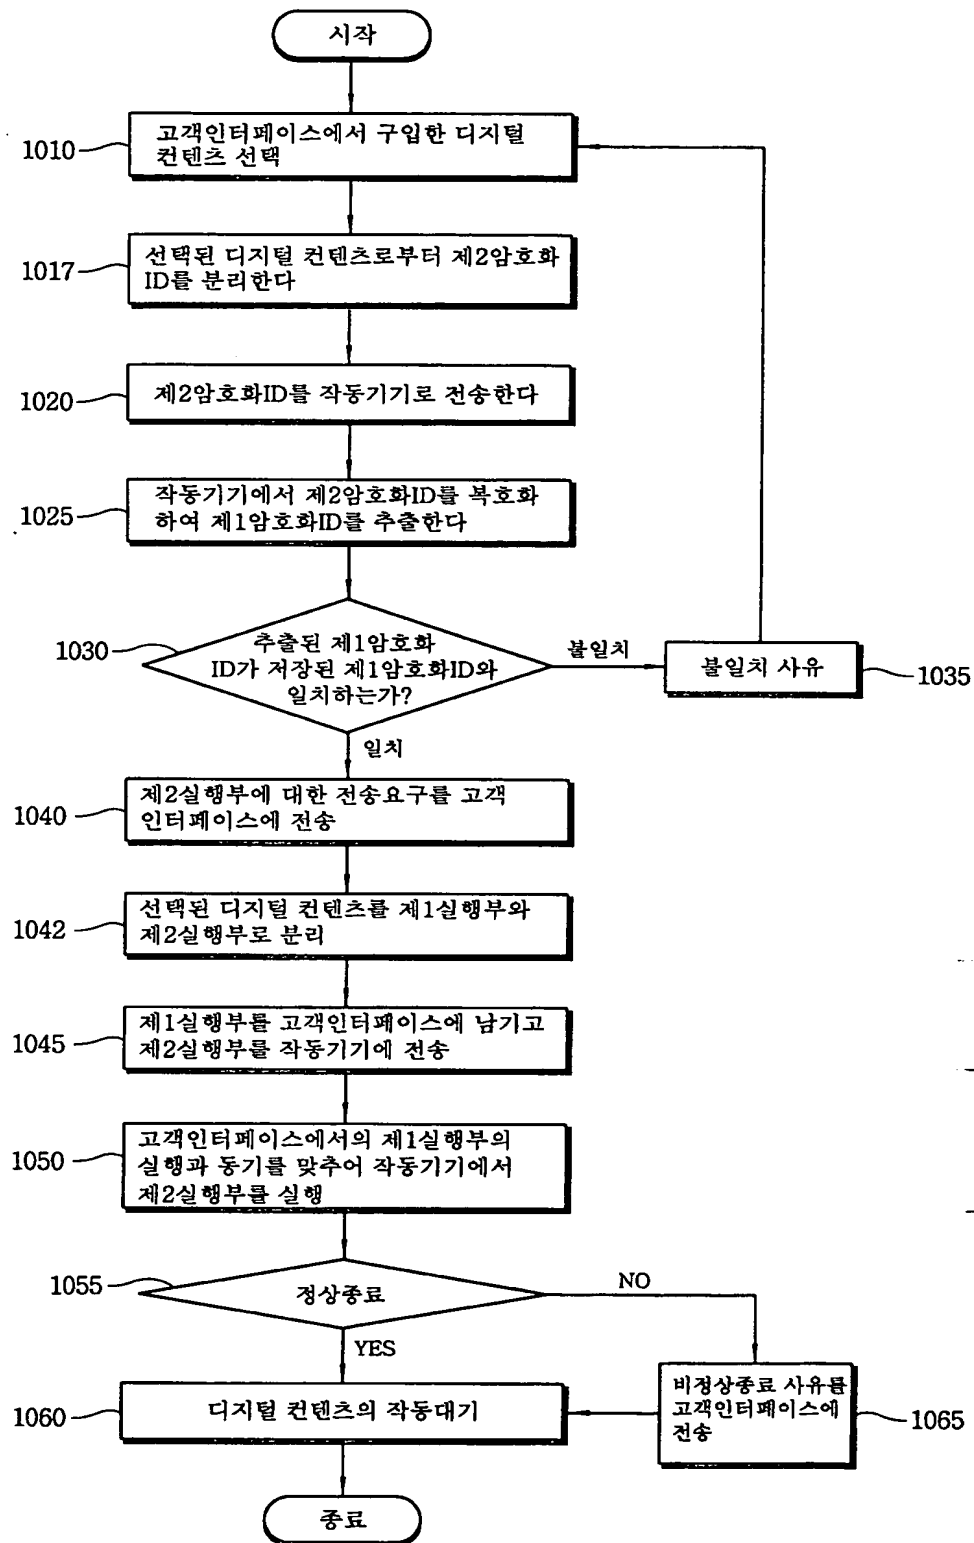 시작
1010
고객인터페이스에서 구입한 디지털
컨텐츠 선택
1017
선택된 디지털 컨텐츠로부터 제2암호화
ID를 분리한다
1020
제2암호화ID를 작동기기로 전송한다
1025
작동기기에서 제2암호화ID를 복호화
하여 제1암호화ID를 추출한다
1030
추출된 제1암호화
ID가 저장된 제1암호화ID와
일치하는가?
불일치
불일치 사유
1035
일치
1040
제2실행부에 대한 전송요구를 고객
인터페이스에 전송
1042
선택된 디지털 컨텐츠를 제1실행부와
제2실행부로 분리
1045
제1실행부를 고객인터페이스에 남기고
제2실행부를 작동기기에 전송
1050
고객인터페이스에서의 제1실행부의
실행과 동기를 맞추어 작동기기에서
제2실행부를 실행
1055
정상종료
NO
YES
1060
디지털 컨텐츠의 작동대기
비정상종료 사유를
고객인터페이스에
전송
1065
종료